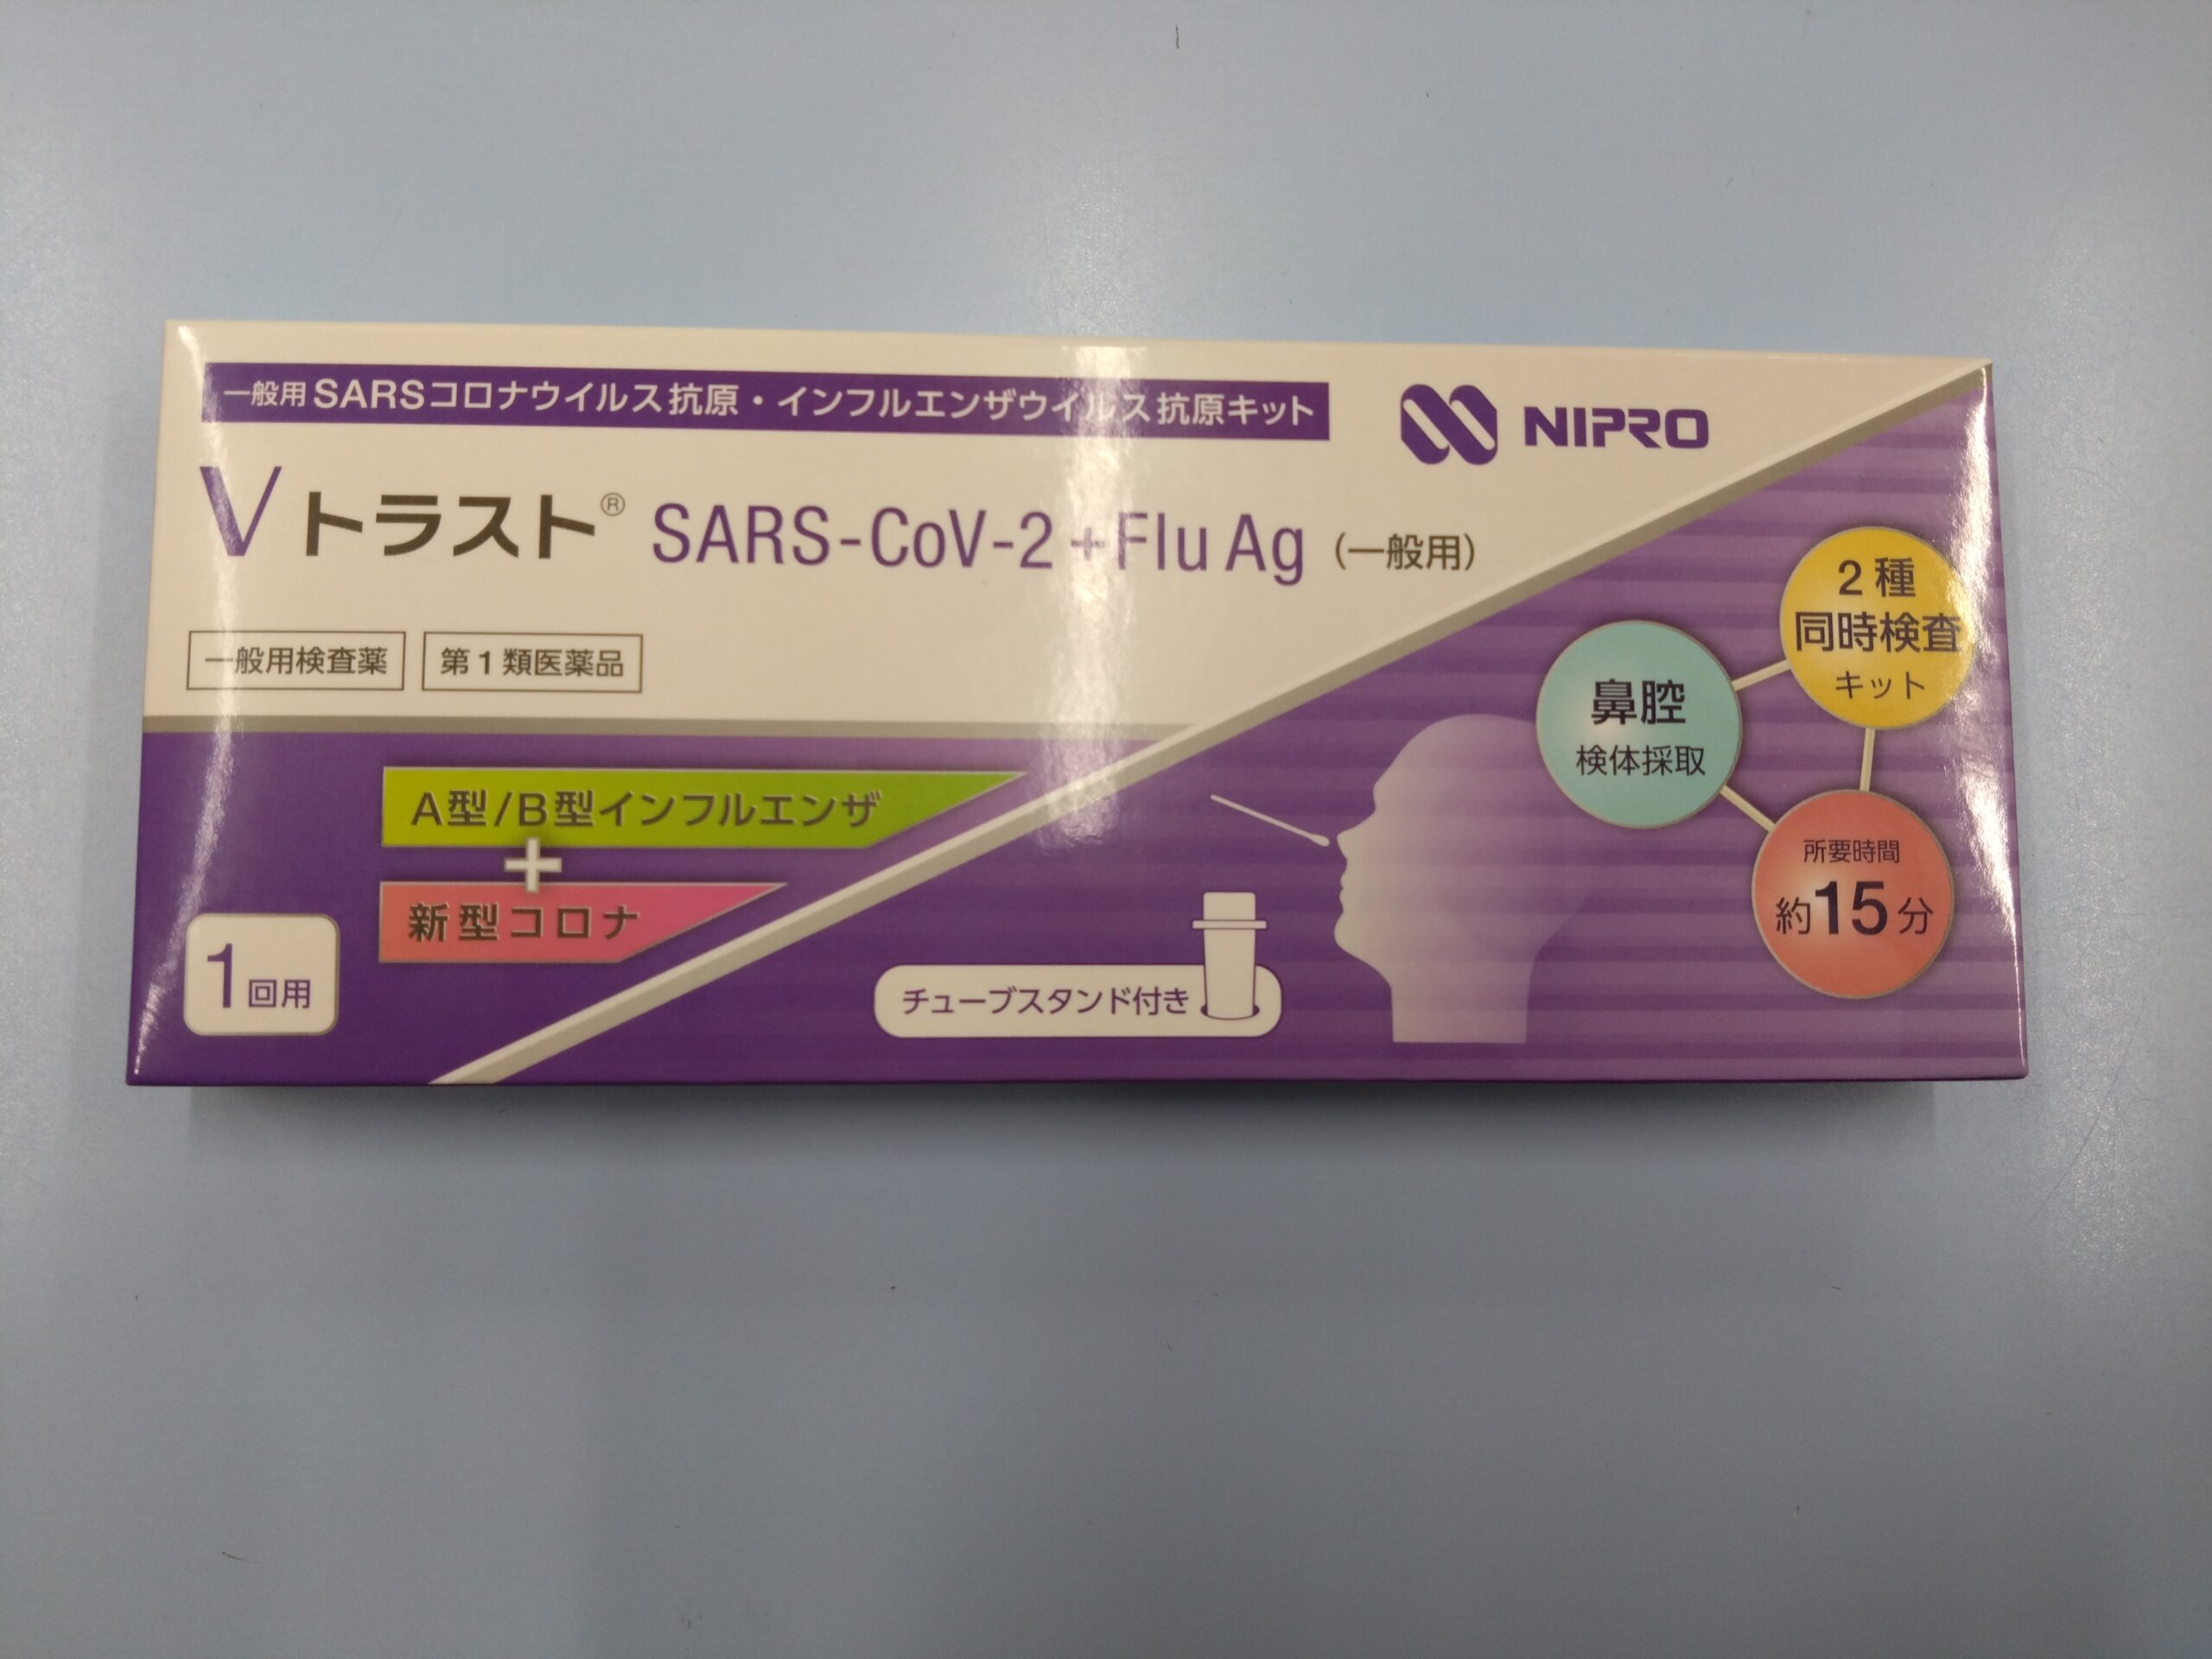 一般用SARSコロナウイルス抗原・インフルエンザウイルス抗原キット
NIPRO
Vトラスト® SARS-CoV-2+Flu Ag（一般用）
一般用検査薬 第1類医薬品
2種
同時検査
キット
鼻腔
検体採取
所要時間
約15分
A型/B型インフルエンザ
+
新型コロナ
1回用
チューブスタンド付き